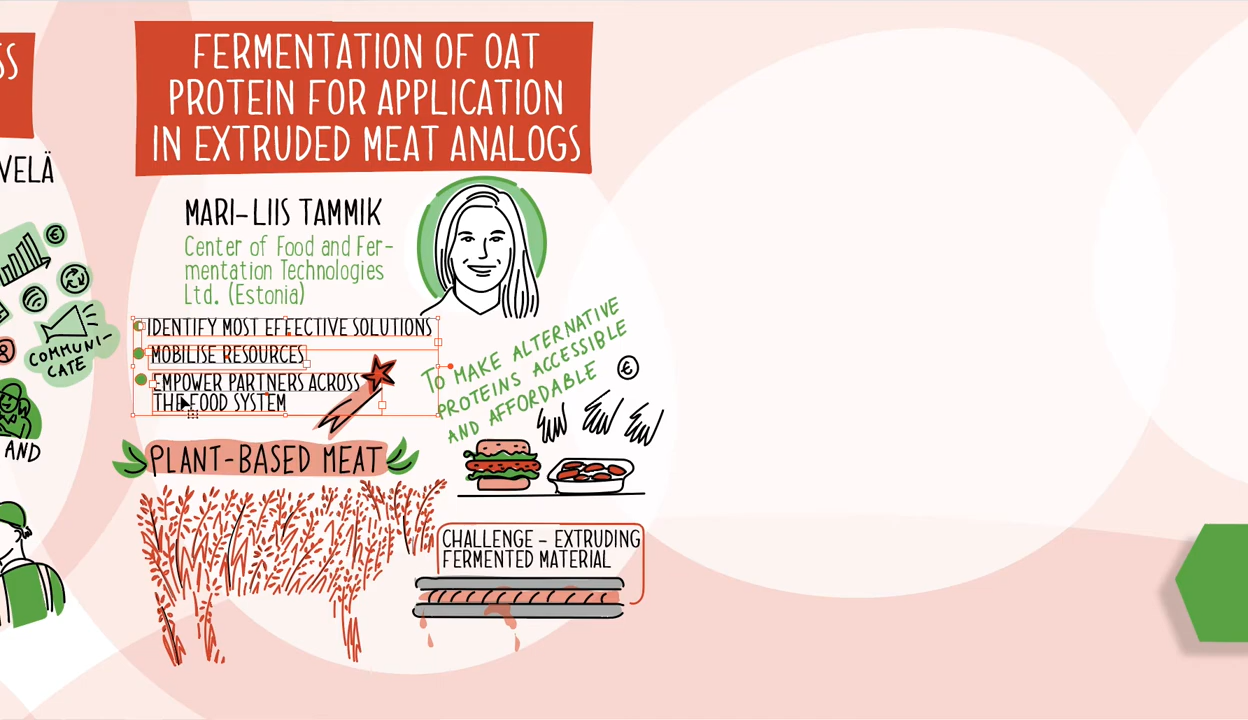 SS
FERMENTATION OF OAT
PROTEIN FOR APPLICATION
IN EXTRUDED MEAT ANALOGS
VELÄ
MARI-LIIS TAMMIK
Center of Food and Fer-
mentation Technologies
Ltd. (Estonia)
COMMUNI-
CATE
AND
IDENTIFY MOST EFFECTIVE SOLUTIONS
MOBILISE RESOURCES
EMPOWER PARTNERS ACROSS
THE FOOD SYSTEM
TO MAKE ALTERNATIVE
PROTEINS ACCESSIBLE
AND AFFORDABLE
€
PLANT-BASED MEAT
CHALLENGE - EXTRUDING
FERMENTED MATERIAL